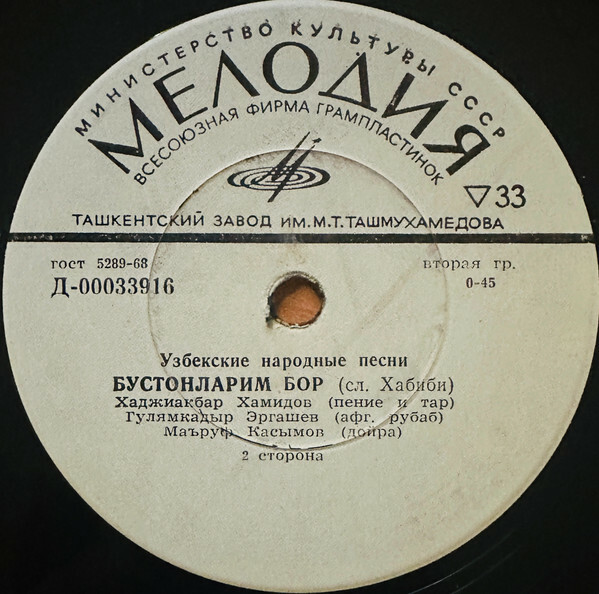 МИНИСТЕРСТВО КУЛЬТУРЫ СССР
МЕЛОДИЯ
ВСЕСОЮЗНАЯ ФИРМА ГРАМПЛАСТИНОК
33
ТАШКЕНТСКИЙ ЗАВОД ИМ. М.Т.ТАШМУХАМЕДОВА
гост 5289-68
вторая гр.
Д-00033916
0-45
Узбекские народные песни
БУСТОНЛАРИМ БОР (сл. Хабиби)
Хаджиакбар Хамидов (пение и тар)
Гулямкадыр Эргашев (афг. рубаб)
Маъруф Касымов (дойра)
2 сторона